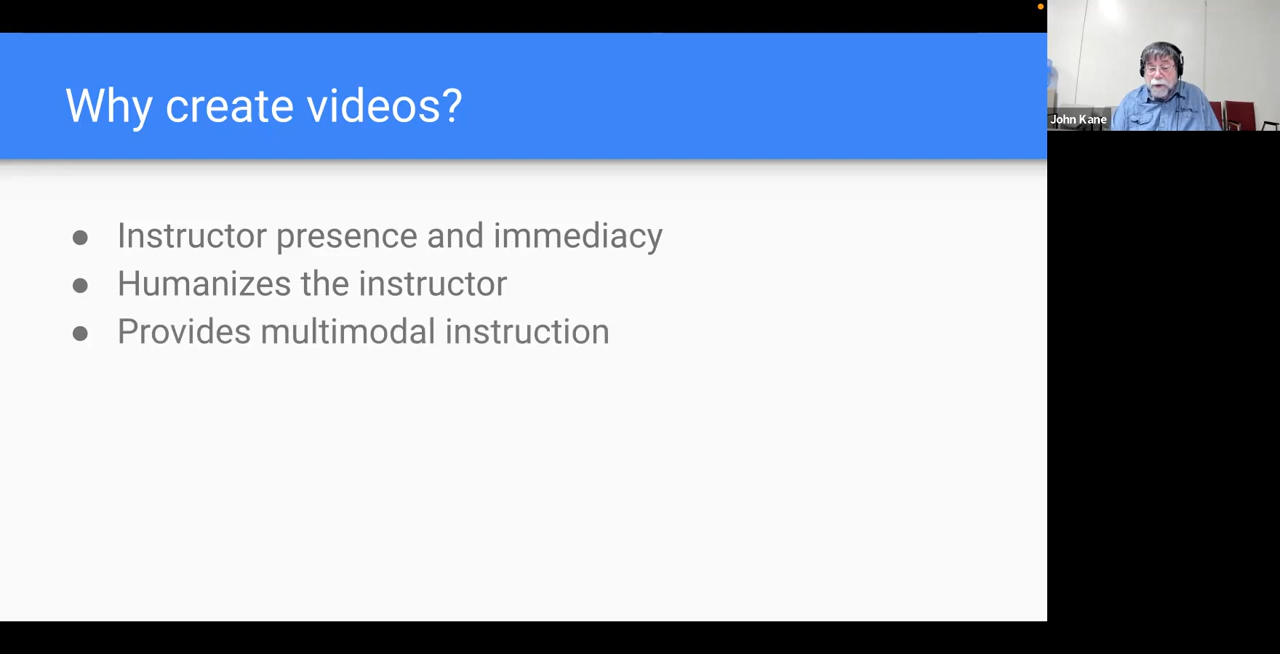 Why create videos?
● Instructor presence and immediacy
● Humanizes the instructor
● Provides multimodal instruction
John Kane